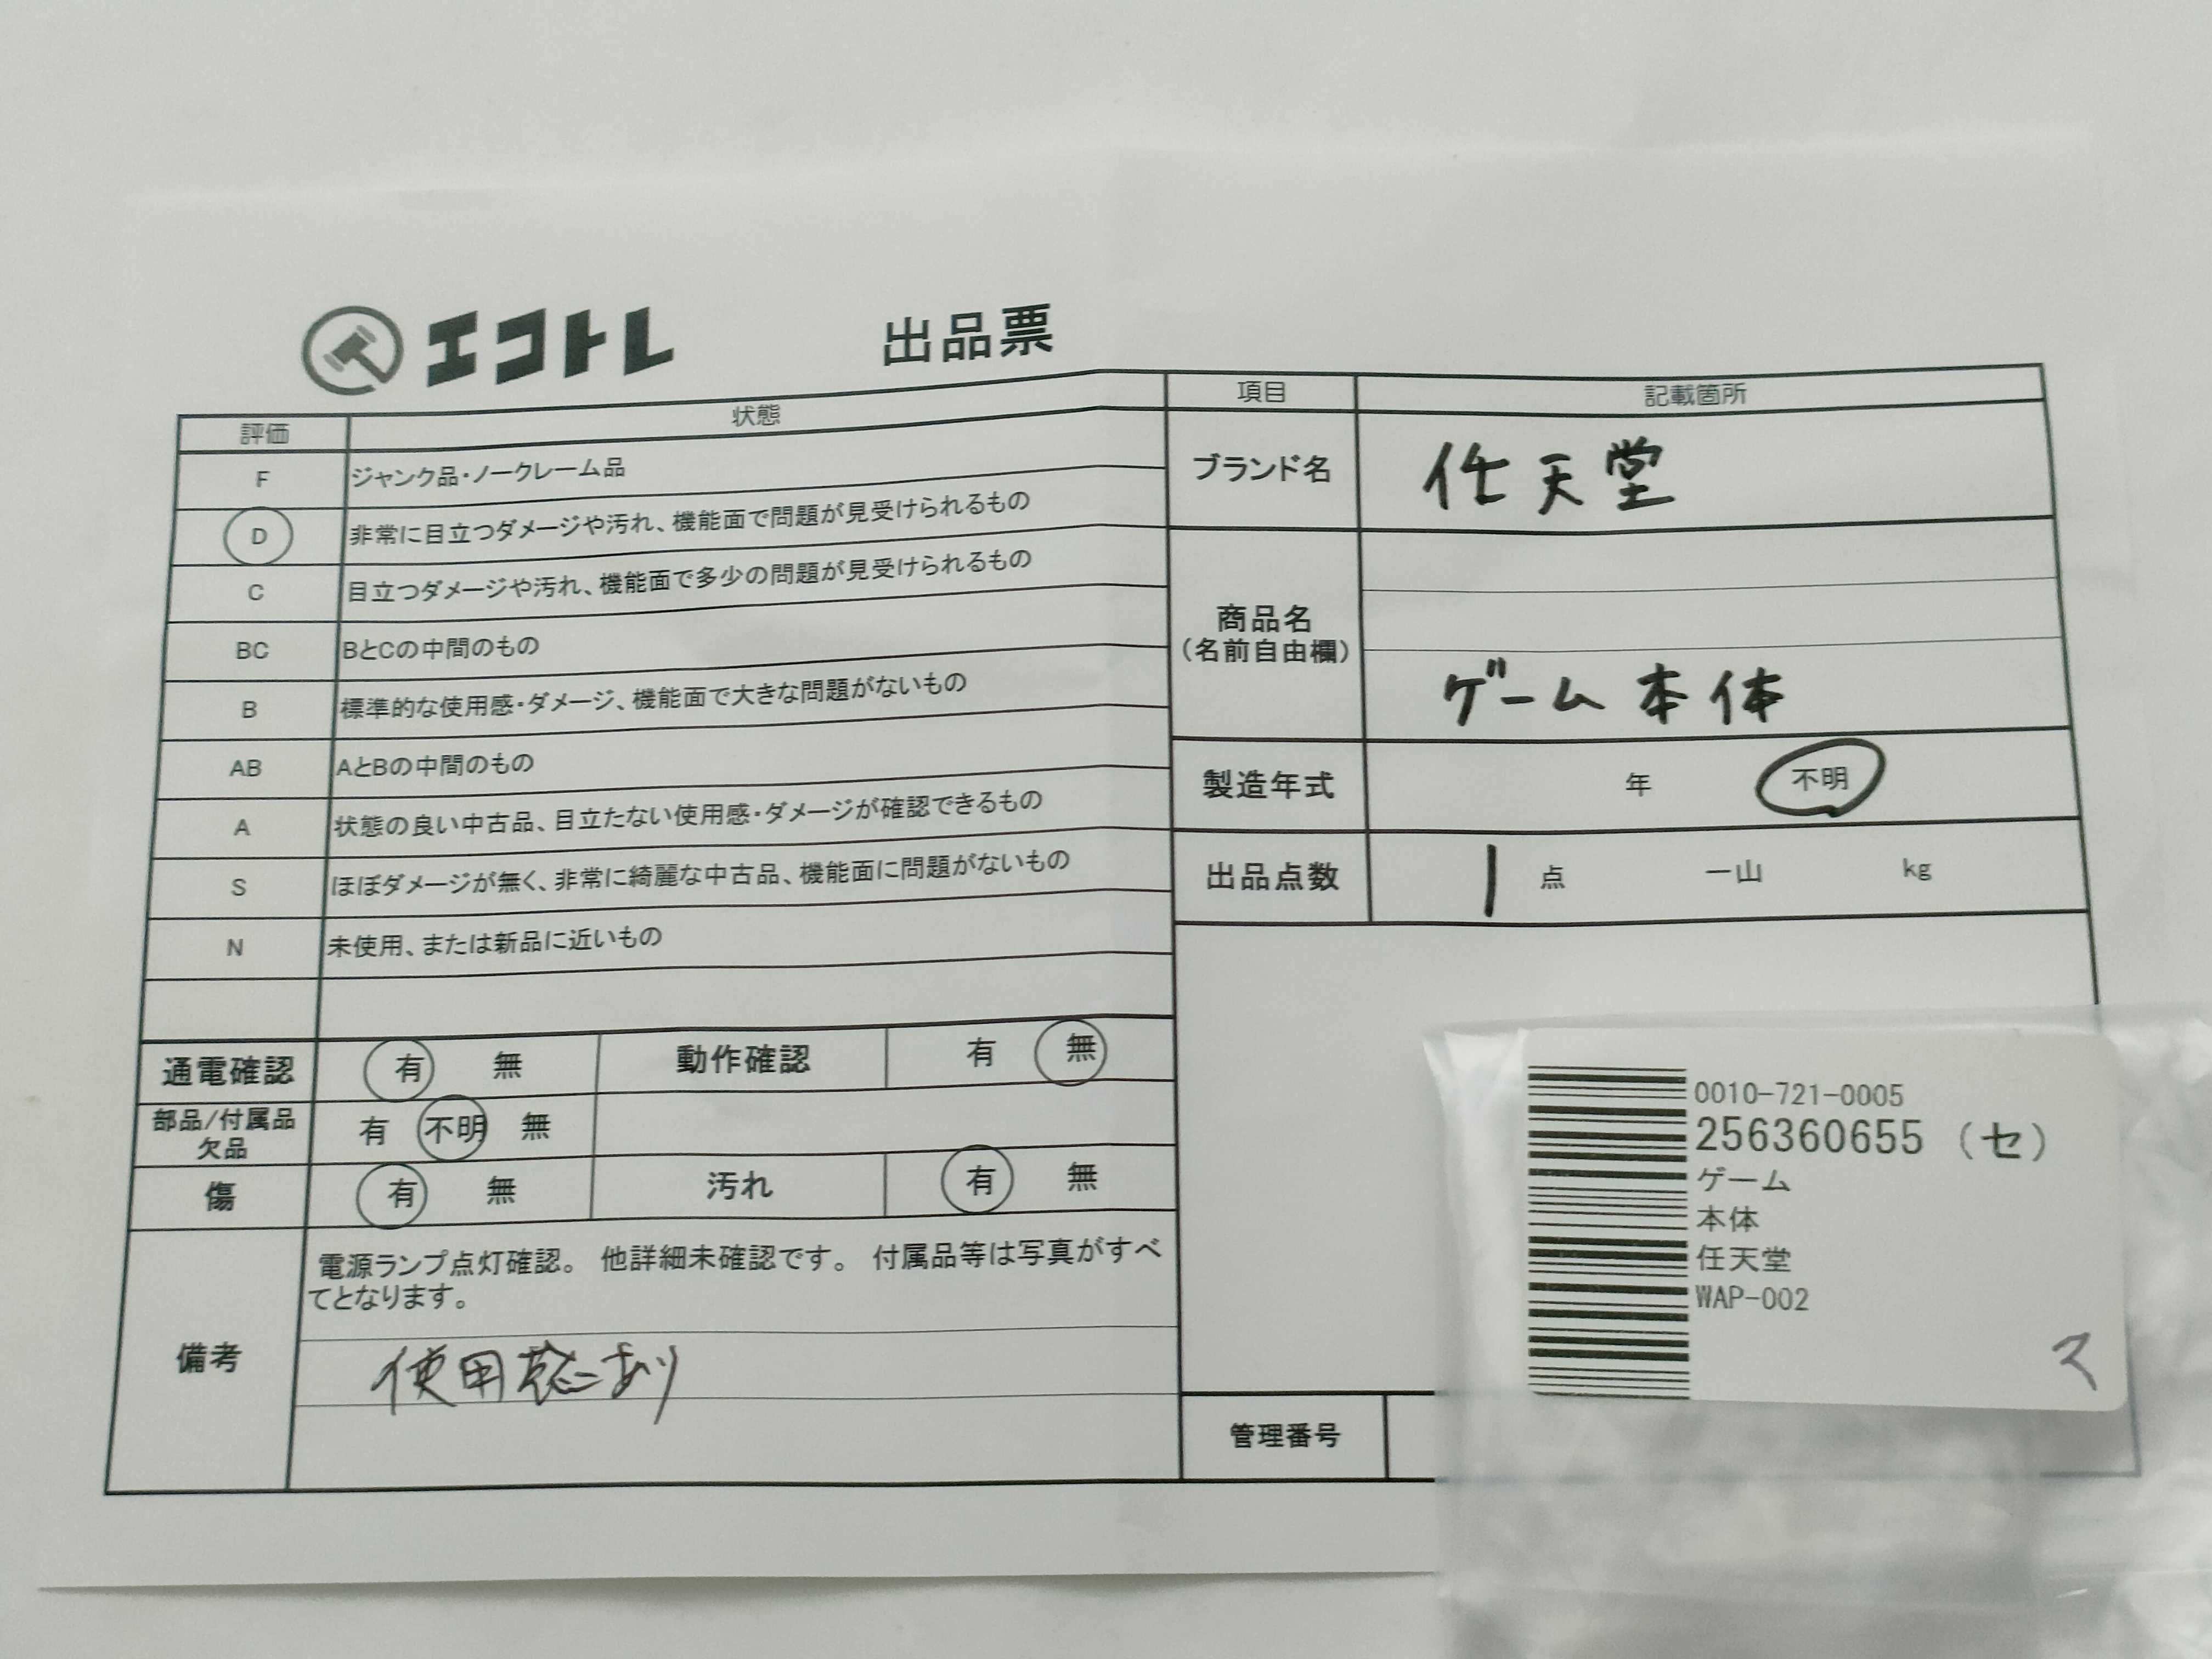 エコトレ 出品票
評価 状態
F ジャンク品・ノークレーム品
D 非常に目立つダメージや汚れ、機能面で問題が見受けられるもの
C 目立つダメージや汚れ、機能面で多少の問題が見受けられるもの
BC BとCの中間のもの
B 標準的な使用感・ダメージ、機能面で大きな問題がないもの
AB AとBの中間のもの
A 状態の良い中古品、目立たない使用感・ダメージが確認できるもの
S ほぼダメージが無く、非常に綺麗な中古品、機能面に問題がないもの
N 未使用、または新品に近いもの
通電確認 有 無 動作確認 有 無
部品/付属品
欠品
有 不明 無
傷 有 無 汚れ 有 無
備考
電源ランプ点灯確認。 他詳細未確認です。 付属品等は写真がすべ
てとなります。
使用感あり
項目 記載箇所
ブランド名 任天堂
商品名
(名前自由欄)
ゲーム本体
製造年式 年 不明
出品点数 1 点 一山 kg
管理番号
0010-721-0005
256360655 (セ)
ゲーム
本体
任天堂
WAP-002
マ